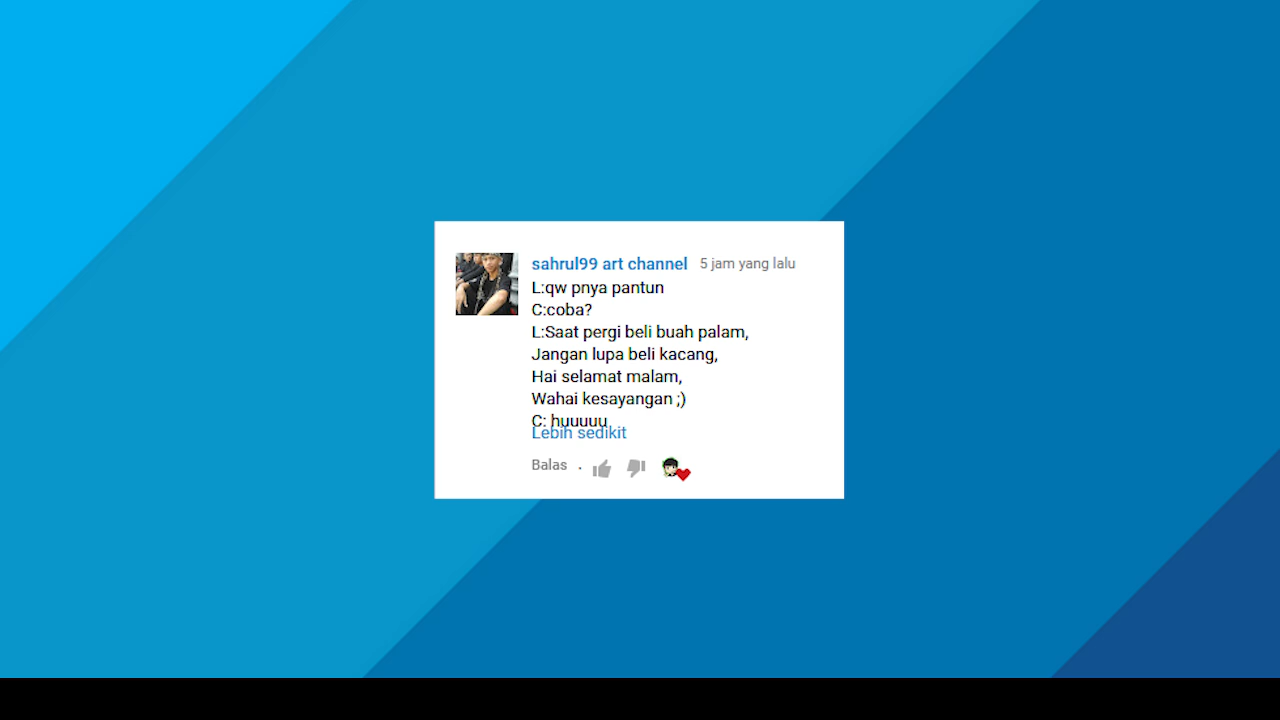 sahrul99 art channel 5 jam yang lalu
L:qw pnya pantun
C:coba?
L:Saat pergi beli buah palam,
Jangan lupa beli kacang,
Hai selamat malam,
Wahai kesayangan ;)
C: huuuuu
Lebih sedikit
Balas .